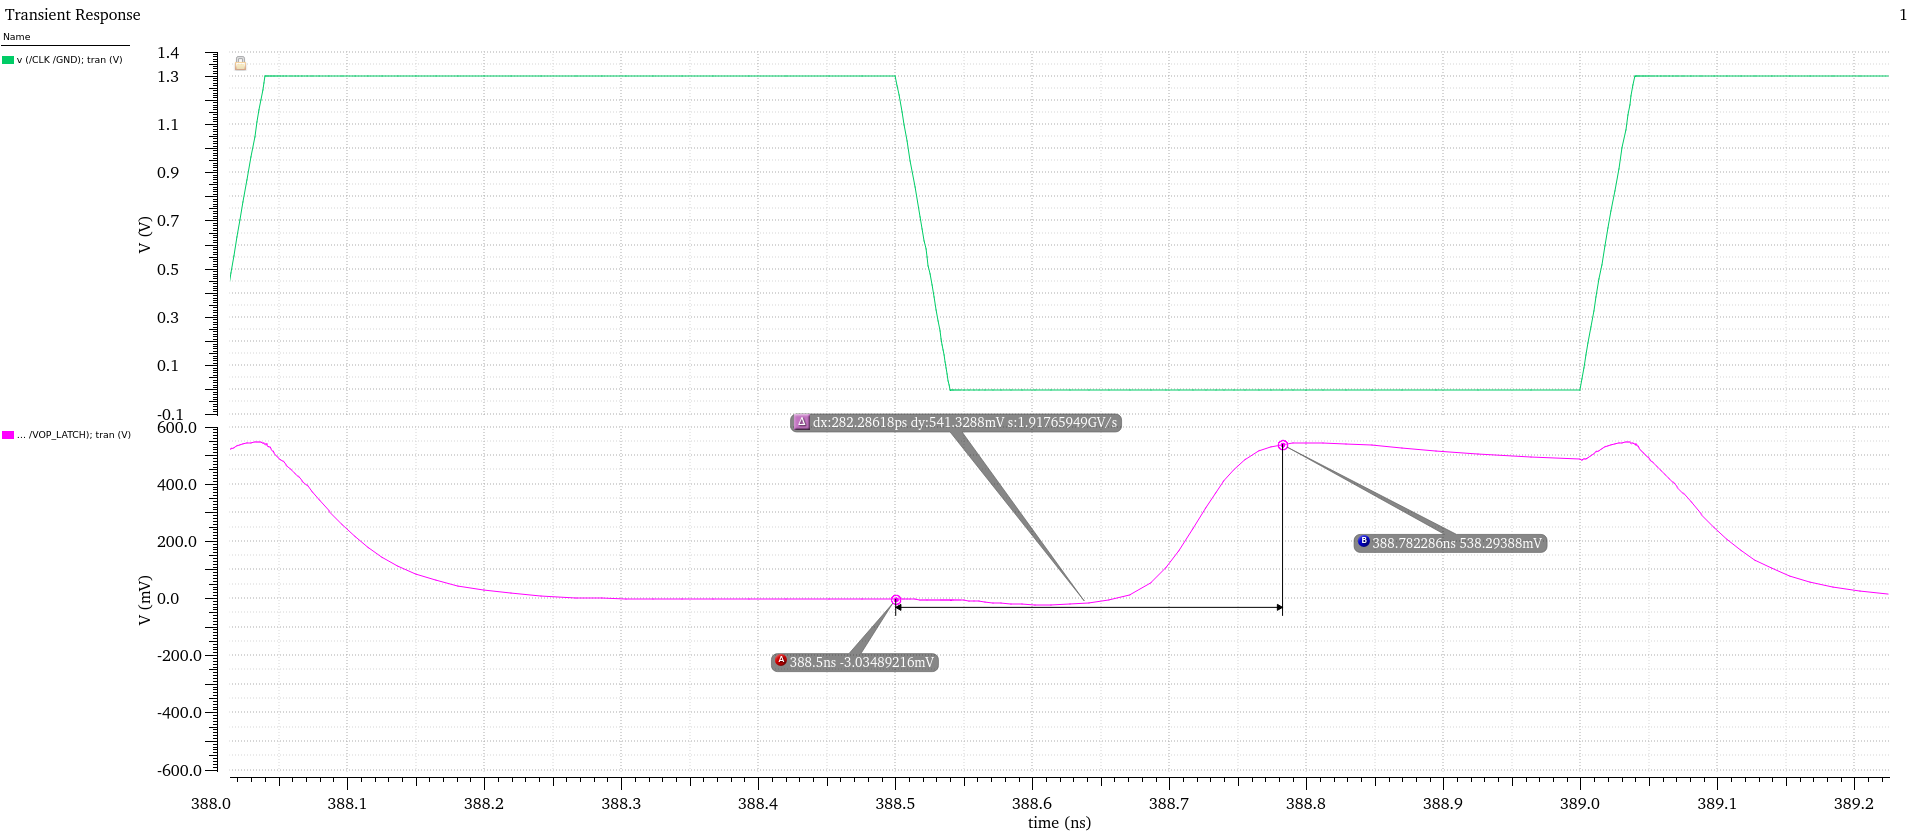 Transient Response
1
Name
v (/CLK /GND); tran (V)
1.4
1.3
1.1
0.9
0.7
0.5
0.3
0.1
-0.1
V (V)
... /VOP_LATCH); tran (V)
600.0
400.0
200.0
0.0
-200.0
-400.0
-600.0
V (mV)
Δ dx:282.28618ps dy:541.3288mV s:1.91765949GV/s
B 388.782286ns 538.29388mV
A 388.5ns -3.03489216mV
388.0 388.1 388.2 388.3 388.4 388.5 388.6 388.7 388.8 388.9 389.0 389.1 389.2
time (ns)